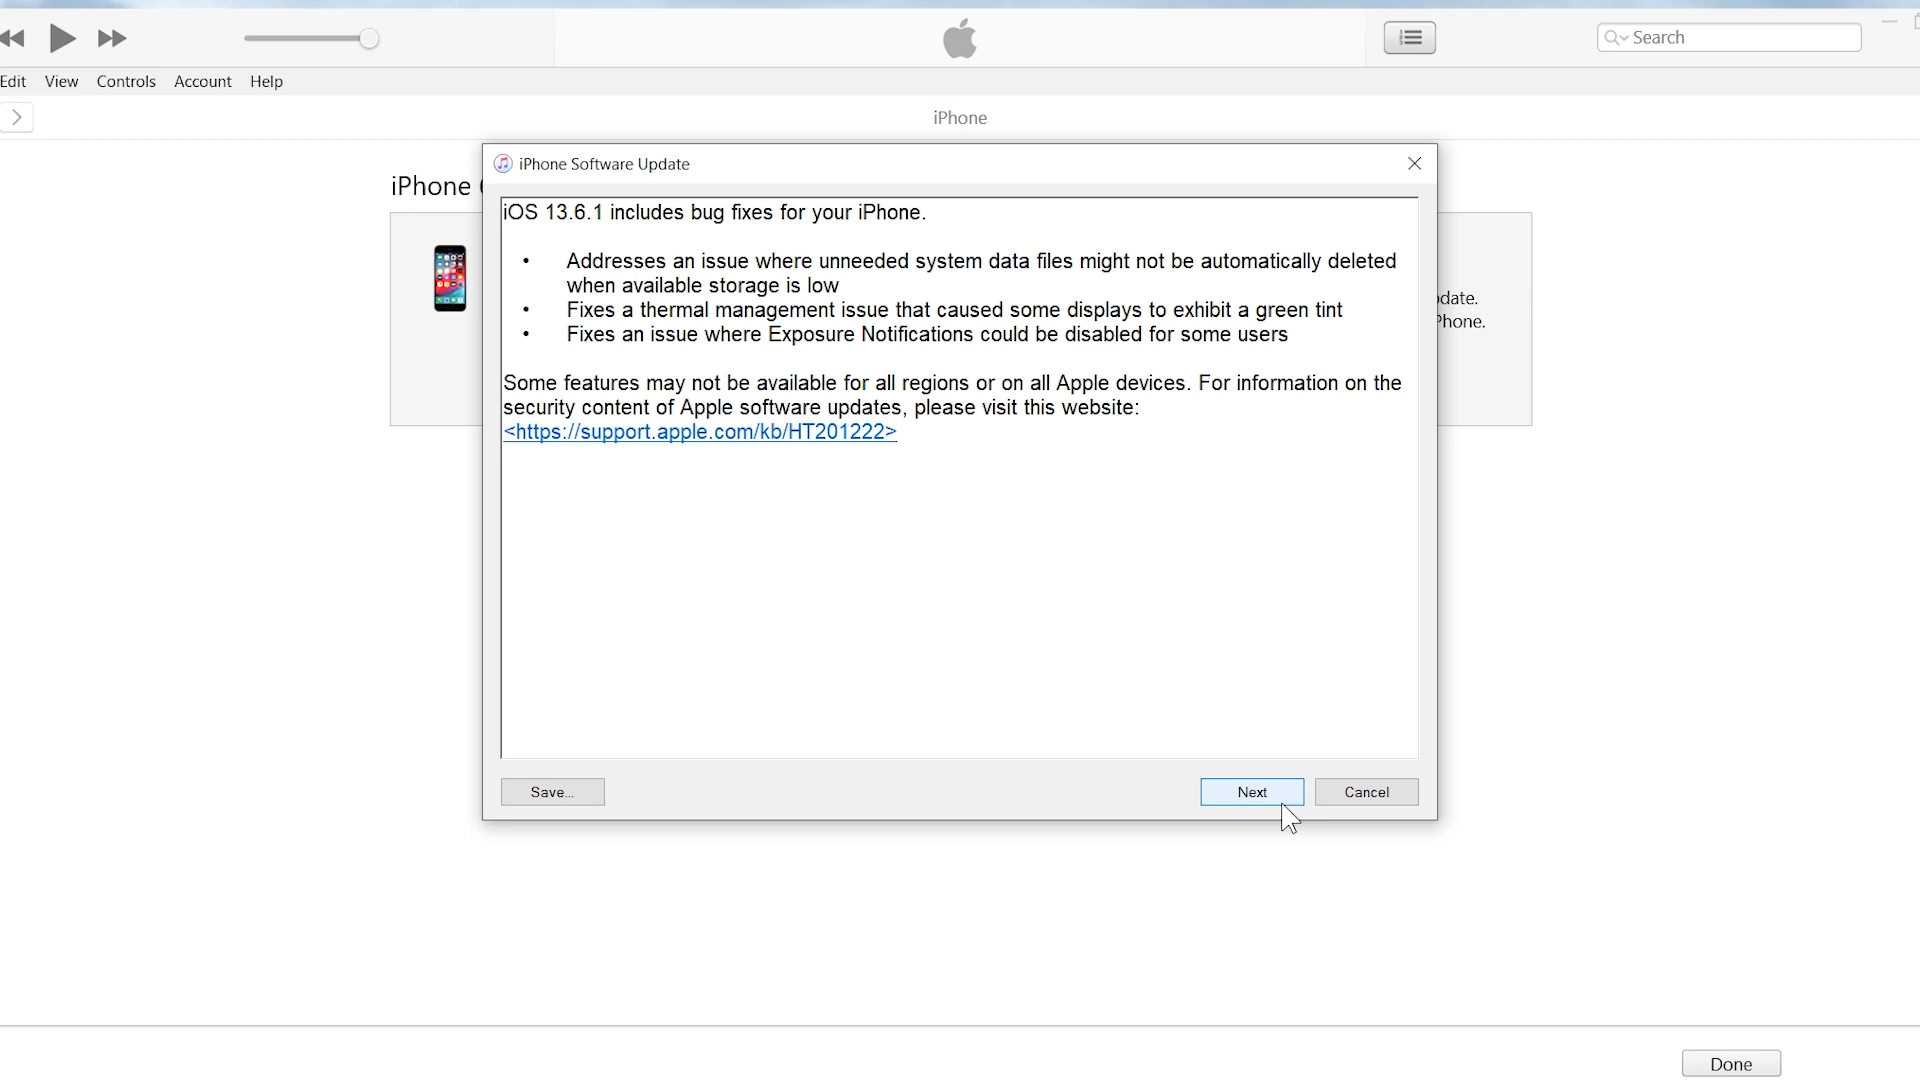 Search
Edit View Controls Account Help
iPhone
iPhone Software Update
iPhone
iOS 13.6.1 includes bug fixes for your iPhone.
• Addresses an issue where unneeded system data files might not be automatically deleted
when available storage is low
• Fixes a thermal management issue that caused some displays to exhibit a green tint
• Fixes an issue where Exposure Notifications could be disabled for some users
Some features may not be available for all regions or on all Apple devices. For information on the
security content of Apple software updates, please visit this website:
<https://support.apple.com/kb/HT201222>
Save...
Next
Cancel
Done